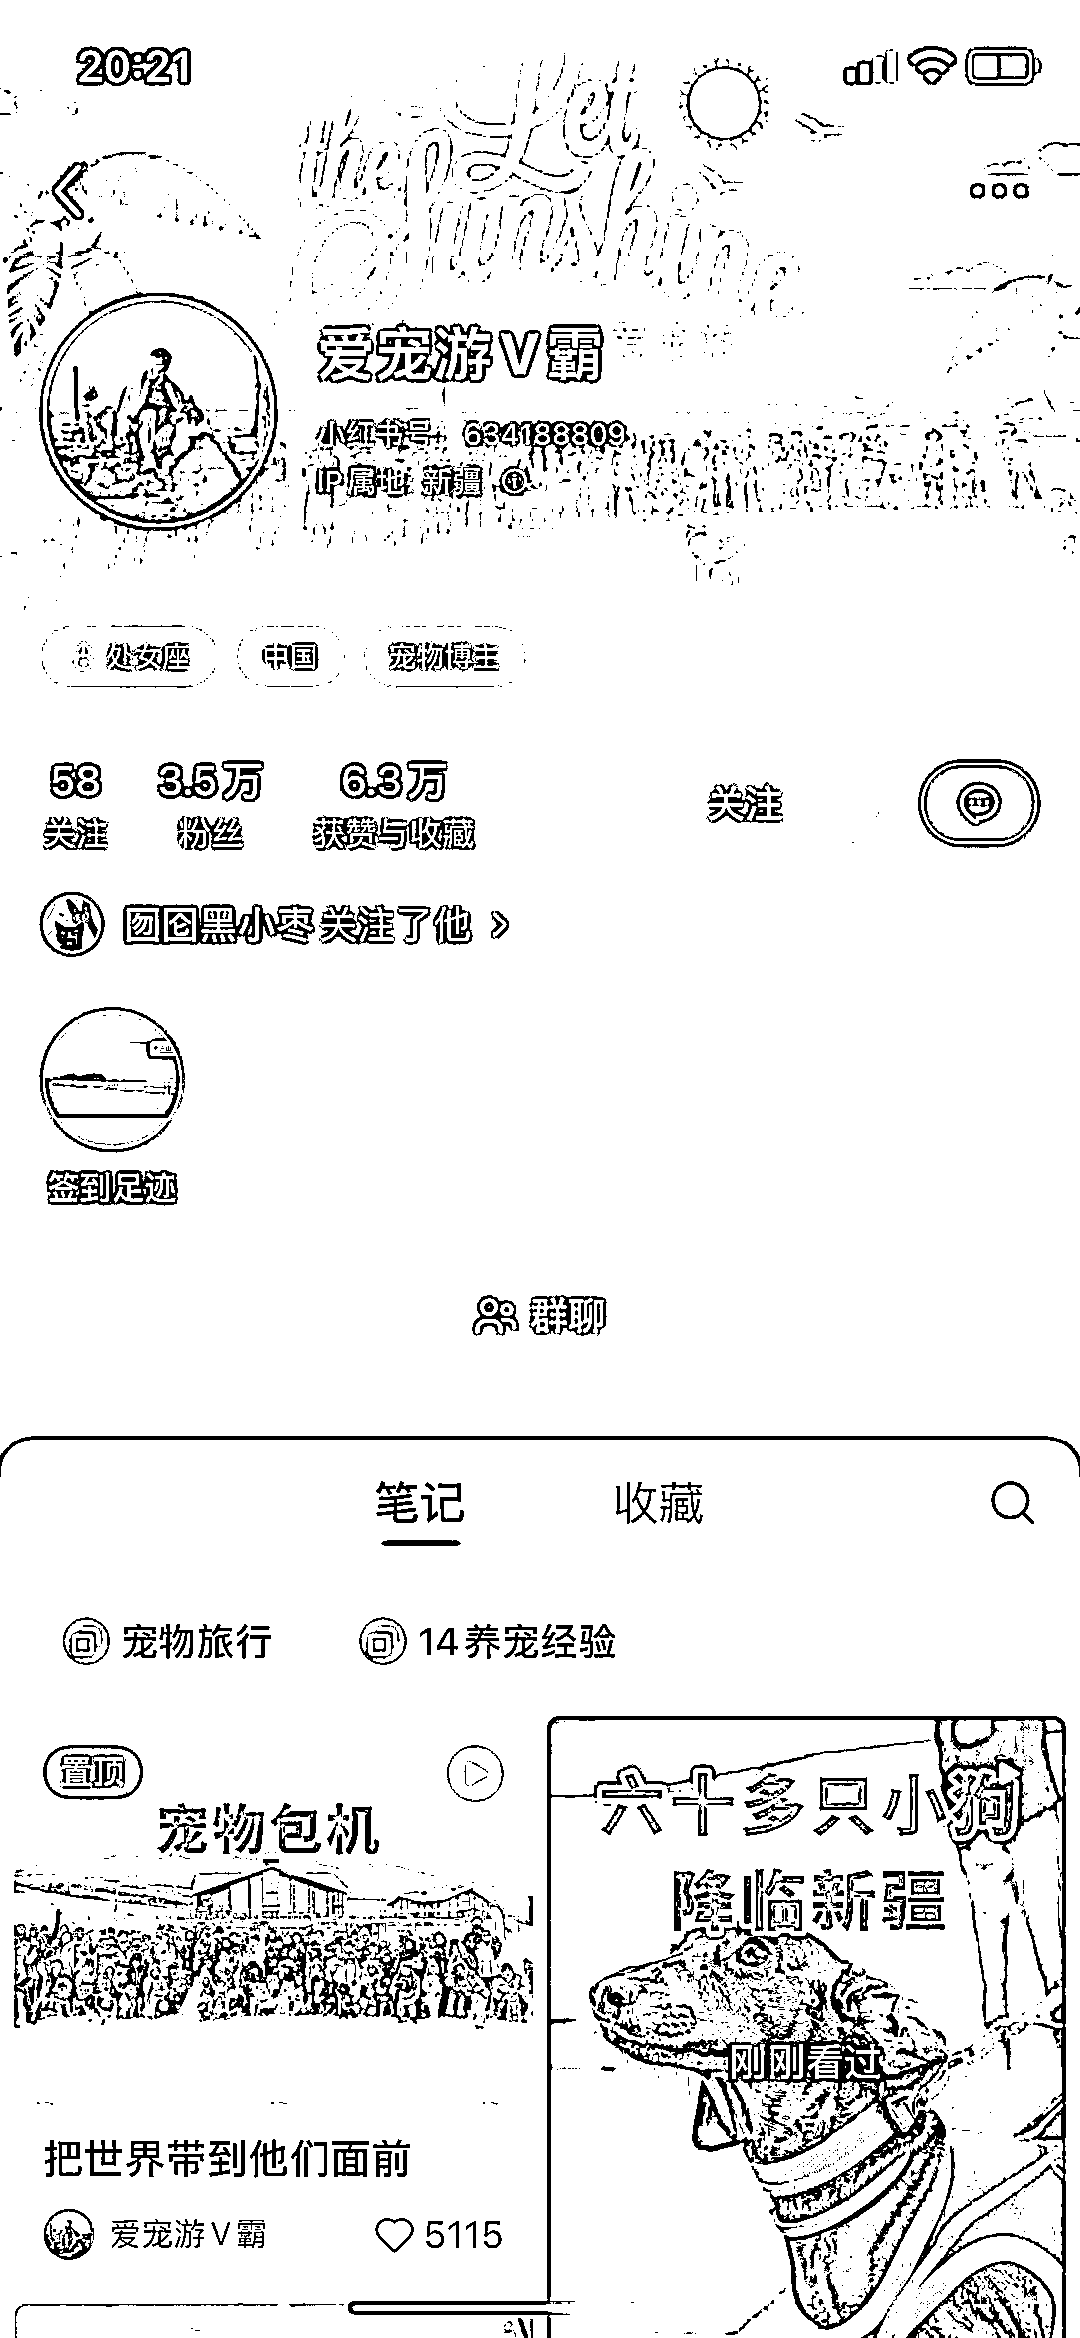 20:21
Let
the
Sunshine
爱宠游V霸
小红书号：634188809
IP属地：新疆
处女座
中国
宠物博主
58 关注
3.5万 粉丝
6.3万 获赞与收藏
关注
囫囵黑小枣关注了他
签到足迹
群聊
笔记 收藏
宠物旅行
14养宠经验
置顶
宠物包机
把世界带到他们面前
爱宠游V霸
5115
六十多只小狗
降临新疆
刚刚看过